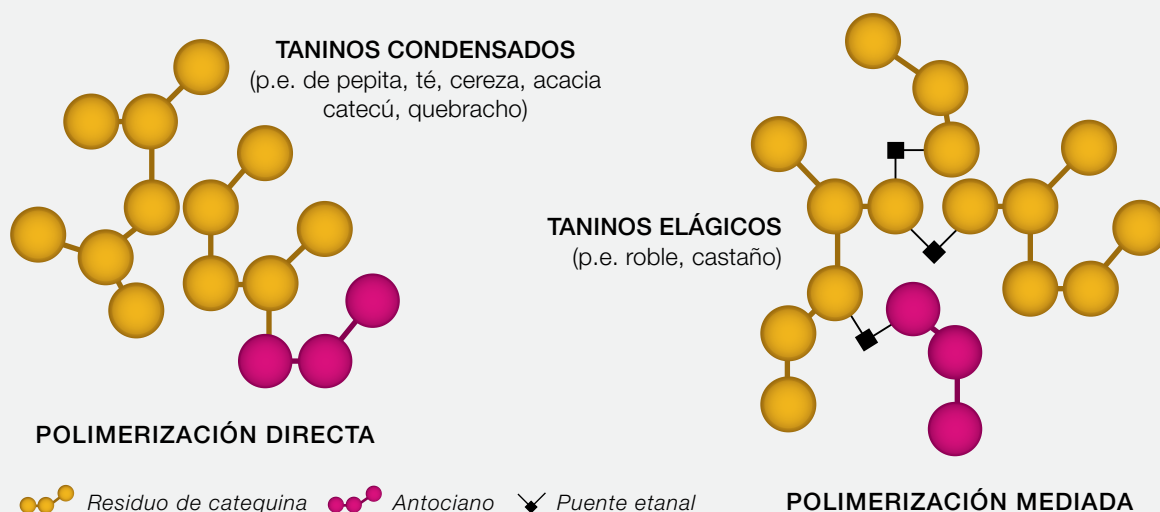 TANINOS CONDENSADOS
(p.e. de pepita, té, cereza, acacia
catecú, quebracho)
TANINOS ELÁGICOS
(p.e. roble, castaño)
POLIMERIZACIÓN DIRECTA
Residuo de catequina
Antociano
Puente etanal
POLIMERIZACIÓN MEDIADA